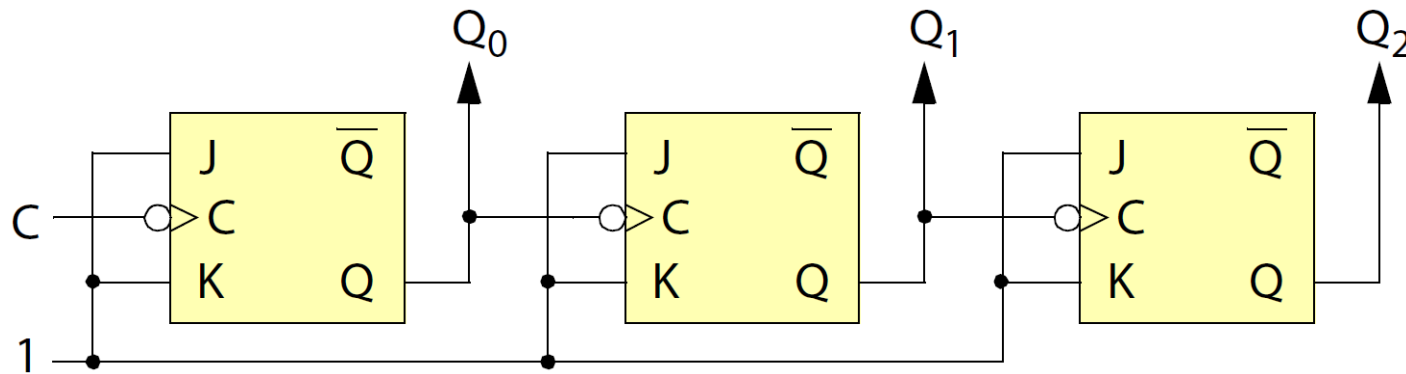 Q₀ Q₁ Q₂
J Q̅ J Q̅ J Q̅
C C C C
K Q K Q K Q
1